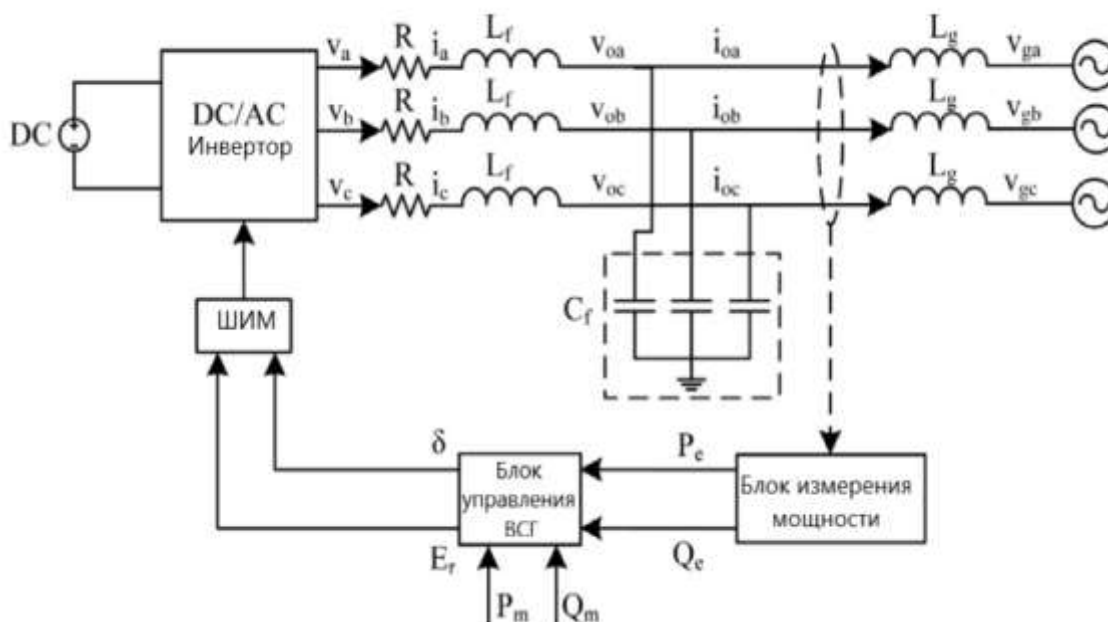 v_a R i_a L_f v_oa i_oa L_g v_ga
DC DC/AC v_b R i_b L_f v_ob i_ob L_g v_gb
Инвертор
v_c R i_c L_f v_oc i_oc L_g v_gc
C_f
ШИМ
δ Блок P_e Блок измерения
управления мощности
ВСГ
E_r Q_e
P_m Q_m